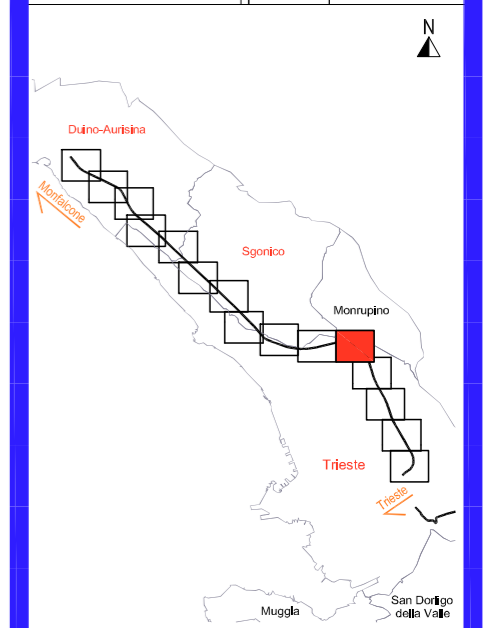 N
Duino-Aurisina
Monfalcone
Sgonico
Monrupino
Trieste
Trieste
San Dorligo
della Valle
Muggia